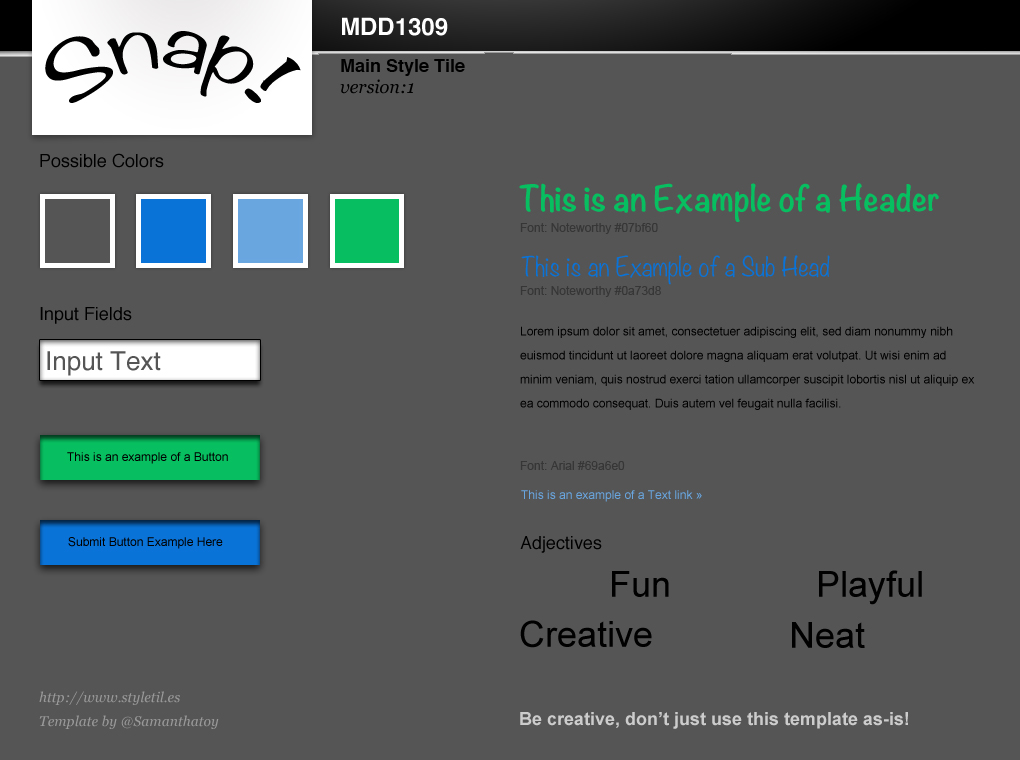 Snap!
MDD1309
Main Style Tile
version:1
Possible Colors
Input Fields
Input Text
This is an example of a Button
Submit Button Example Here
http://www.styletil.es
Template by @Samanthatoy
This is an Example of a Header
Font: Noteworthy #07bf60
This is an Example of a Sub Head
Font: Noteworthy #0a73d8
Lorem ipsum dolor sit amet, consectetuer adipiscing elit, sed diam nonummy nibh
euismod tincidunt ut laoreet dolore magna aliquam erat volutpat. Ut wisi enim ad
minim veniam, quis nostrud exerci tation ullamcorper suscipit lobortis nisl ut aliquip ex
ea commodo consequat. Duis autem vel feugait nulla facilisi.
Font: Arial #69a6e0
This is an example of a Text link »
Adjectives
Fun Playful
Creative Neat
Be creative, don’t just use this template as-is!